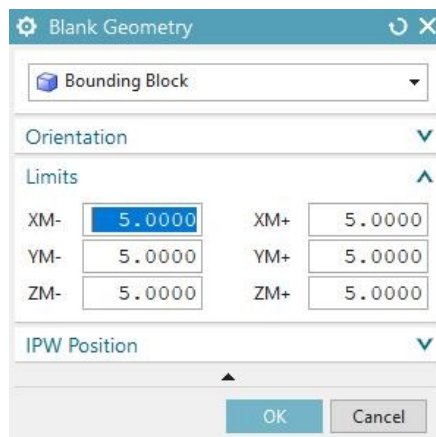 Blank Geometry
Bounding Block
Orientation
Limits
XM- 5.0000 XM+ 5.0000
YM- 5.0000 YM+ 5.0000
ZM- 5.0000 ZM+ 5.0000
IPW Position
OK Cancel